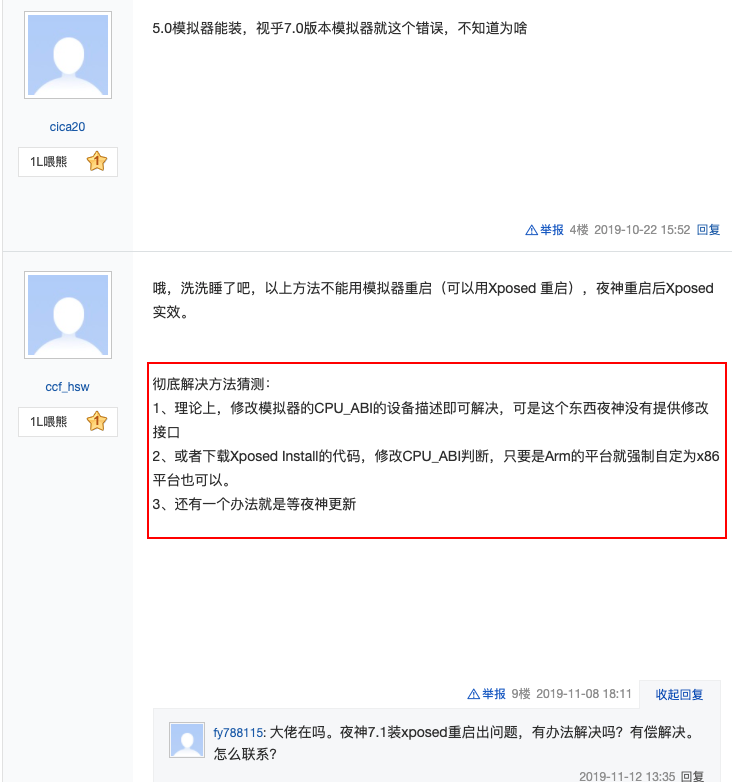 5.0模拟器能装，视乎7.0版本模拟器就这个错误，不知道为啥
cica20
1L喂熊 1
举报 4楼 2019-10-22 15:52 回复
哦，洗洗睡了吧，以上方法不能用模拟器重启（可以用Xposed 重启），夜神重启后Xposed
实效。
ccf_hsw
1L喂熊 1
彻底解决方法猜测：
1、理论上，修改模拟器的CPU_ABI的设备描述即可解决，可是这个东西夜神没有提供修改
接口
2、或者下载Xposed Install的代码，修改CPU_ABI判断，只要是Arm的平台就强制自定为x86
平台也可以。
3、还有一个办法就是等夜神更新
举报 9楼 2019-11-08 18:11 收起回复
fy788115: 大佬在吗。夜神7.1装xposed重启出问题，有办法解决吗？有偿解决。
怎么联系？
2019-11-12 13:35 回复